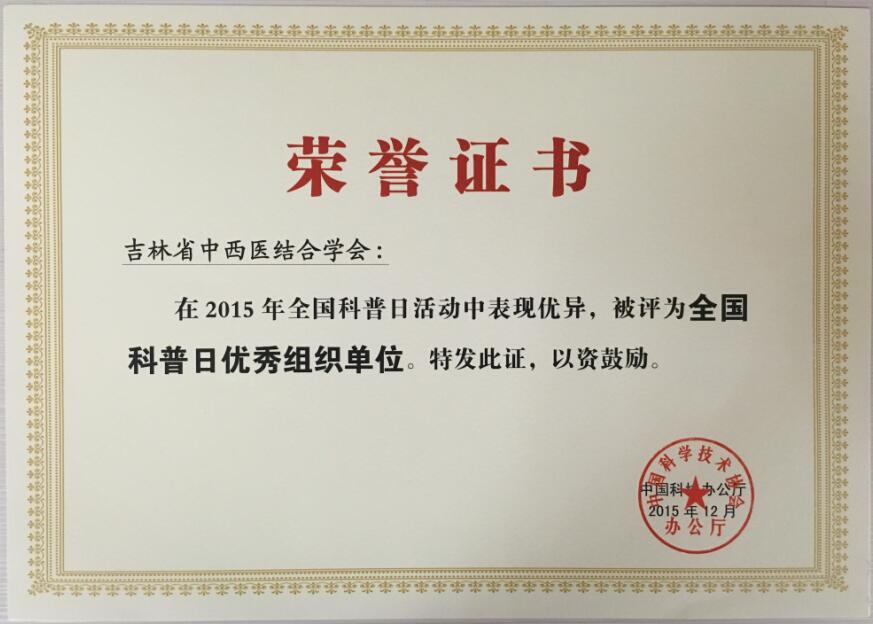 荣誉证书
吉林省中西医结合学会：
在2015年全国科普日活动中表现优异，被评为全国
科普日优秀组织单位。特发此证，以资鼓励。
中国科学技术协会
中国科协办公厅
2015年12月
办公厅